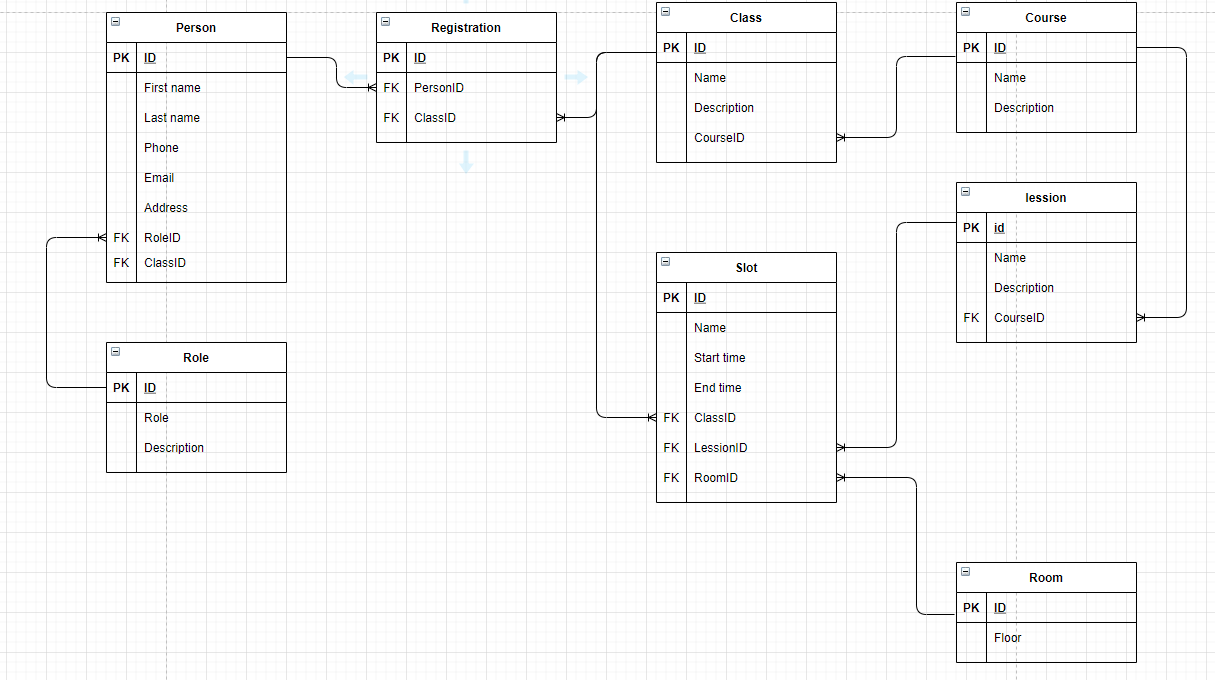 Person
PK ID
First name
Last name
Phone
Email
Address
FK RoleID
FK ClassID
Registration
PK ID
FK PersonID
FK ClassID
Class
PK ID
Name
Description
CourseID
Course
PK ID
Name
Description
lession
PK id
Name
Description
FK CourseID
Slot
PK ID
Name
Start time
End time
FK ClassID
FK LessionID
FK RoomID
Role
PK ID
Role
Description
Room
PK ID
Floor